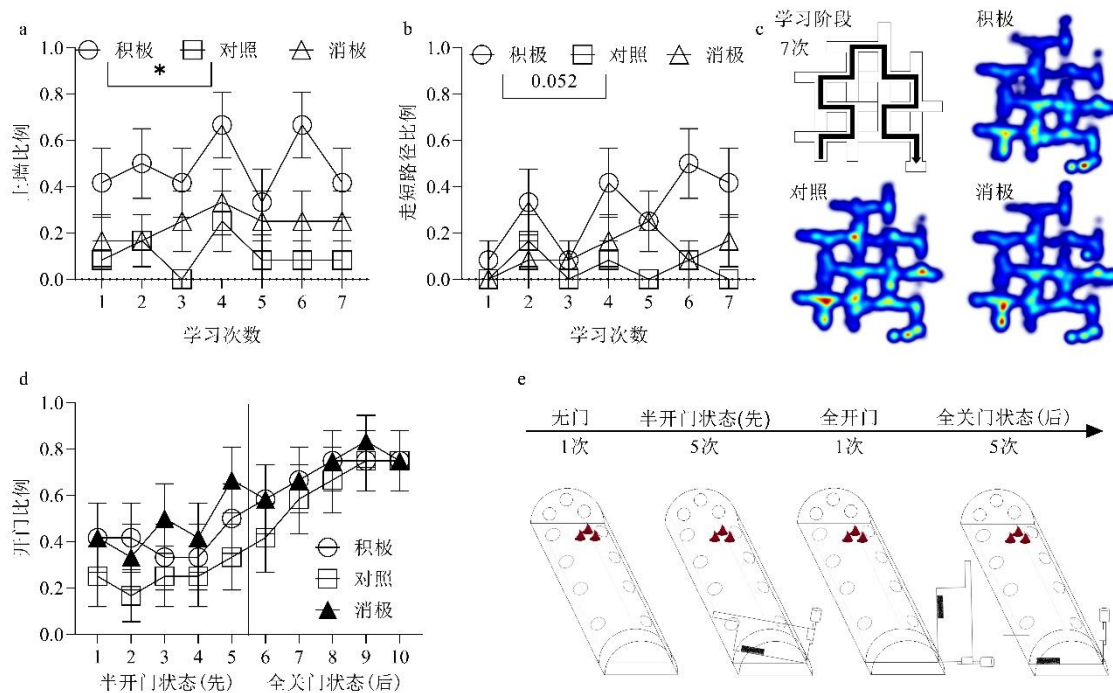 a
积极 对照 消极
*
1.0
0.8
0.6
0.4
0.2
0.0
上端比例
1 2 3 4 5 6 7
学习次数
b
积极 对照 消极
0.052
1.0
0.8
0.6
0.4
0.2
0.0
走短路径比例
1 2 3 4 5 6 7
学习次数
c
学习阶段
7次
积极
对照
消极
d
1.0
0.8
0.6
0.4
0.2
0.0
开门比例
积极
对照
消极
1 2 3 4 5 6 7 8 9 10
半开门状态(先) 全关门状态(后)
e
无门 半开门状态(先) 全开门 全关门状态(后)
1次 5次 1次 5次